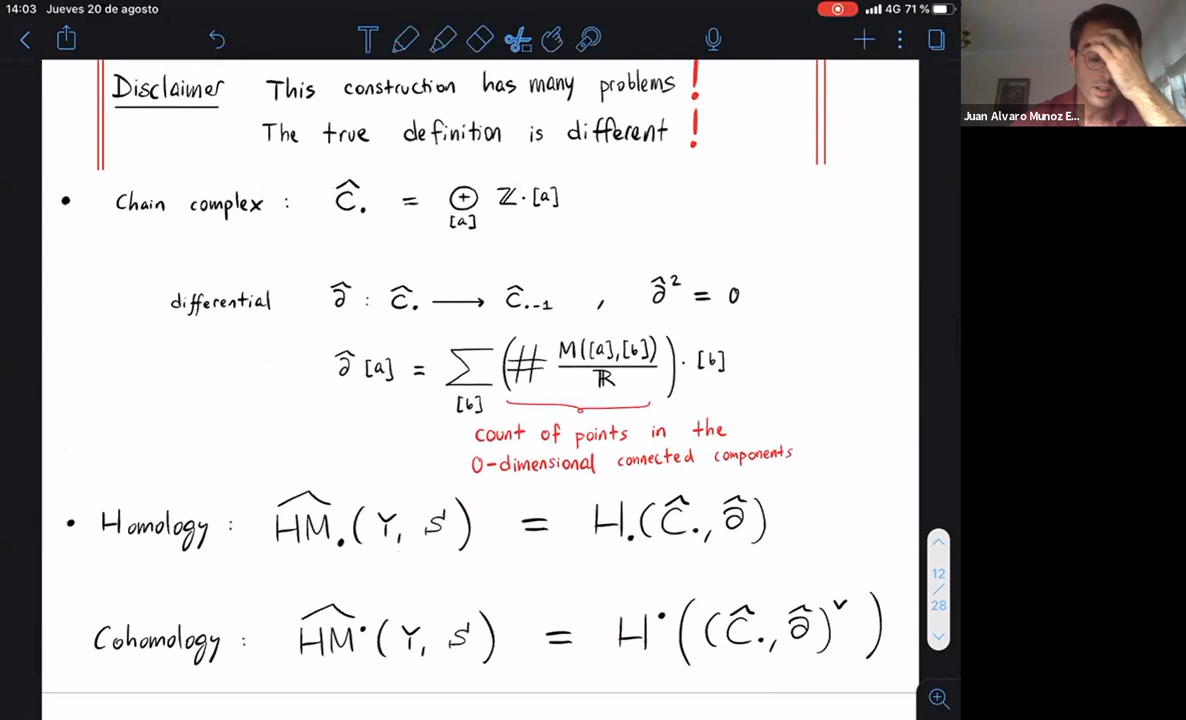 14:03 Jueves 20 de agosto
4G 71 %
Juan Alvaro Munoz E...
Disclaimer This construction has many problems !
The true definition is different !
• Chain complex : Ĉ. = ⊕ ℤ·[a]
[a]
differential ∂̂ : Ĉ. ⟶ Ĉ.-1 , ∂̂² = 0
∂̂ [a] = ∑ (# M([a],[b]) / ℝ) · [b]
[b]
count of points in the
0-dimensional connected components
• Homology : \widehat{HM}.(Y, 𝔰) = H.(Ĉ., ∂̂)
Cohomology : \widehat{HM}˙(Y, 𝔰) = H˙((Ĉ., ∂̂)ᵛ)
12
/
28